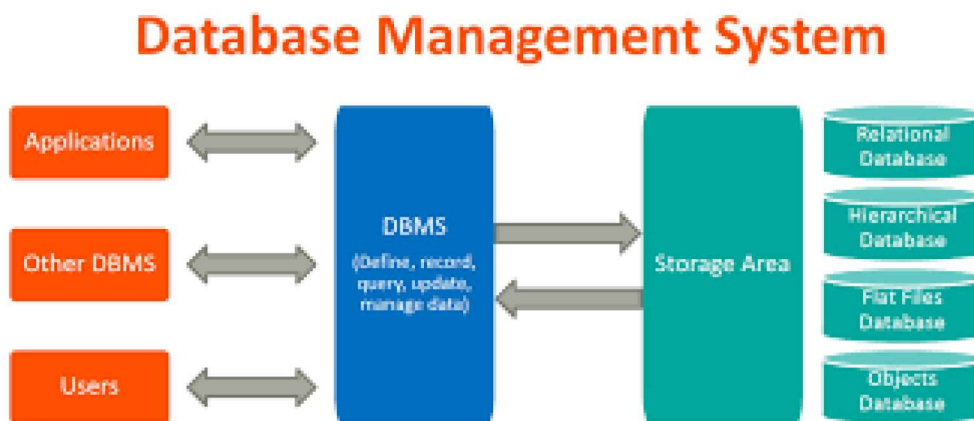 Database Management System
Applications
Other DBMS
Users
DBMS
(Define, record,
query, update,
manage data)
Storage Area
Relational
Database
Hierarchical
Database
Flat Files
Database
Objects
Database